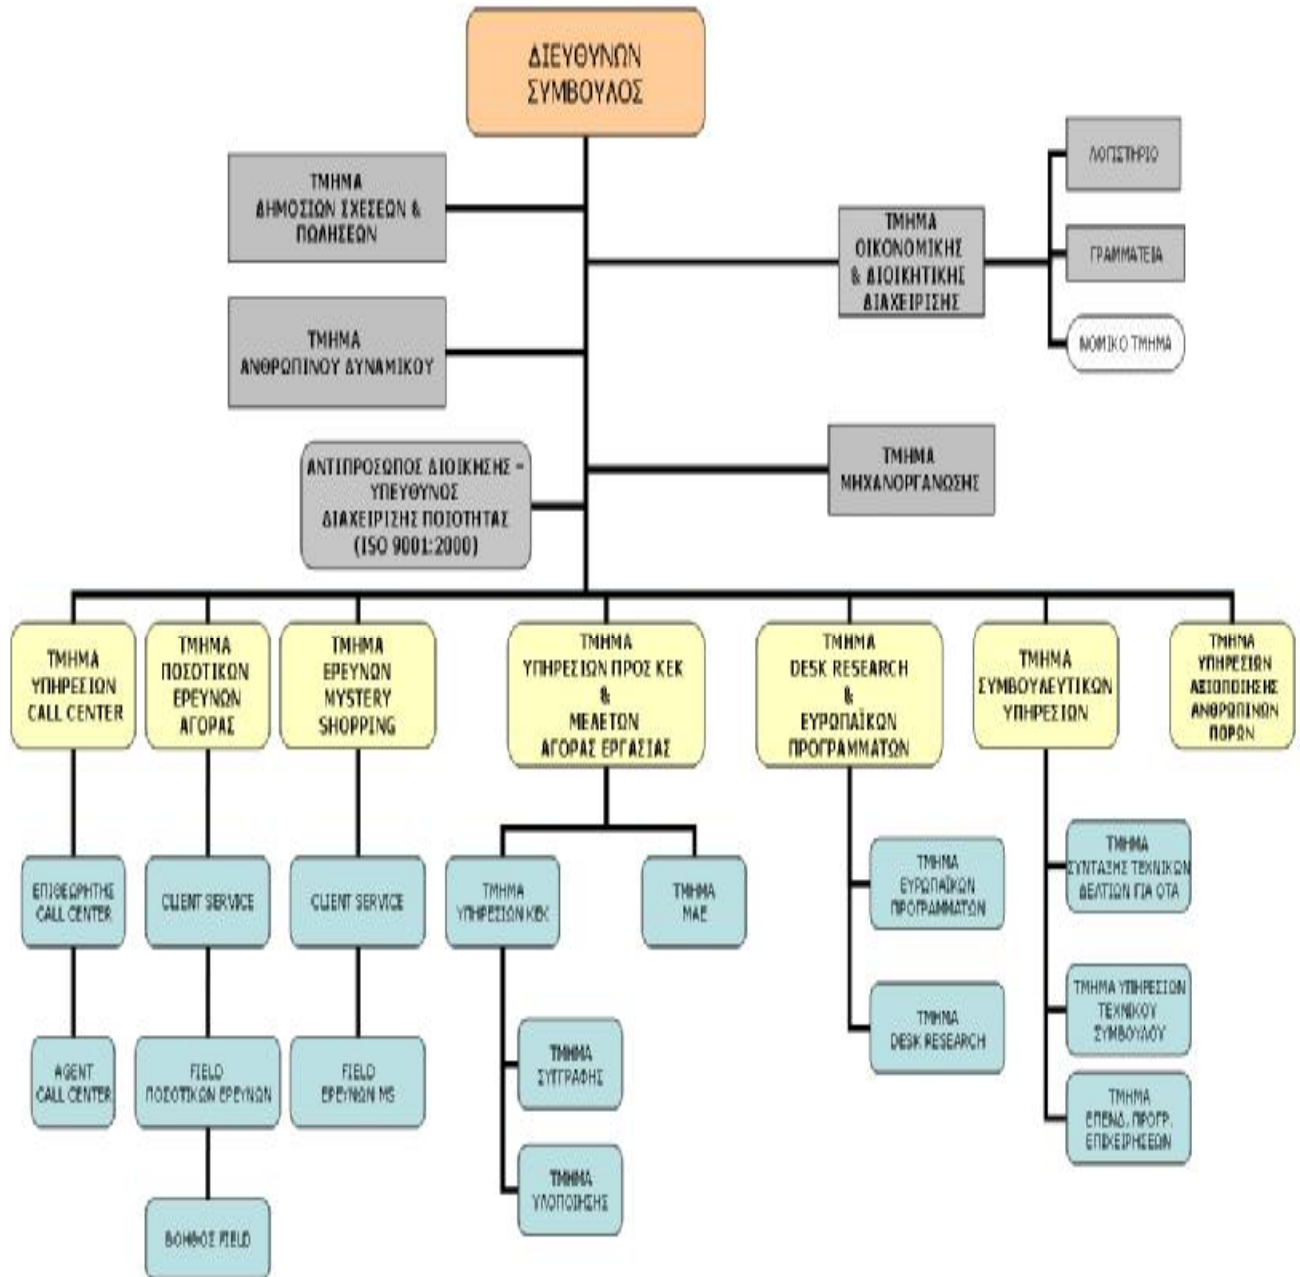 ΔΙΕΥΘΥΝΩΝ
ΣΥΜΒΟΥΛΟΣ
ΤΜΗΜΑ
ΔΗΜΟΣΙΩΝ ΣΧΕΣΕΩΝ &
ΠΩΛΗΣΕΩΝ
ΤΜΗΜΑ
ΟΙΚΟΝΟΜΙΚΗΣ
& ΔΙΟΙΚΗΤΙΚΗΣ
ΔΙΑΧΕΙΡΙΣΗΣ
ΛΟΓΙΣΤΗΡΙΟ
ΓΡΑΜΜΑΤΕΙΑ
ΝΟΜΙΚΟ ΤΜΗΜΑ
ΤΜΗΜΑ
ΑΝΘΡΩΠΙΝΟΥ ΔΥΝΑΜΙΚΟΥ
ΑΝΤΙΠΡΟΣΩΠΟΣ ΔΙΟΙΚΗΣΗΣ –
ΥΠΕΥΘΥΝΟΣ
ΔΙΑΧΕΙΡΙΣΗΣ ΠΟΙΟΤΗΤΑΣ
(ISO 9001:2000)
ΤΜΗΜΑ
ΜΗΧΑΝΟΡΓΑΝΩΣΗΣ
ΤΜΗΜΑ
ΥΠΗΡΕΣΙΩΝ
CALL CENTER
ΤΜΗΜΑ
ΠΟΣΟΤΙΚΩΝ
ΕΡΕΥΝΩΝ
ΑΓΟΡΑΣ
ΤΜΗΜΑ
ΕΡΕΥΝΩΝ
MYSTERY
SHOPPING
ΤΜΗΜΑ
ΥΠΗΡΕΣΙΩΝ ΠΡΟΣ ΚΕΚ
&
ΜΕΛΕΤΩΝ
ΑΓΟΡΑΣ ΕΡΓΑΣΙΑΣ
ΤΜΗΜΑ
DESK RESEARCH
&
ΕΥΡΩΠΑΪΚΩΝ
ΠΡΟΓΡΑΜΜΑΤΩΝ
ΤΜΗΜΑ
ΣΥΜΒΟΥΛΕΥΤΙΚΩΝ
ΥΠΗΡΕΣΙΩΝ
ΤΜΗΜΑ
ΥΠΗΡΕΣΙΩΝ
ΑΞΙΟΠΟΙΗΣΗΣ
ΑΝΘΡΩΠΙΝΩΝ
ΠΟΡΩΝ
ΕΠΙΘΕΩΡΗΤΗΣ
CALL CENTER
CLIENT SERVICE
CLIENT SERVICE
ΤΜΗΜΑ
ΥΠΗΡΕΣΙΩΝ ΚΕΚ
ΤΜΗΜΑ
ΜΑΕ
ΤΜΗΜΑ
ΕΥΡΩΠΑΪΚΩΝ
ΠΡΟΓΡΑΜΜΑΤΩΝ
ΤΜΗΜΑ
ΣΥΝΤΑΞΗΣ ΤΕΧΝΙΚΩΝ
ΔΕΛΤΙΩΝ ΓΙΑ ΟΤΑ
AGENT
CALL CENTER
FIELD
ΠΟΣΟΤΙΚΩΝ ΕΡΕΥΝΩΝ
FIELD
ΕΡΕΥΝΩΝ MS
ΤΜΗΜΑ
ΣΥΓΓΡΑΦΗΣ
ΤΜΗΜΑ
DESK RESEARCH
ΤΜΗΜΑ ΥΠΗΡΕΣΙΩΝ
ΤΕΧΝΙΚΟΥ
ΣΥΜΒΟΥΛΟΥ
ΤΜΗΜΑ
ΕΠΕΝΔ. ΠΡΟΓΡ.
ΕΠΙΧΕΙΡΗΣΕΩΝ
ΤΜΗΜΑ
ΥΛΟΠΟΙΗΣΗΣ
ΒΟΗΘΟΣ FIELD